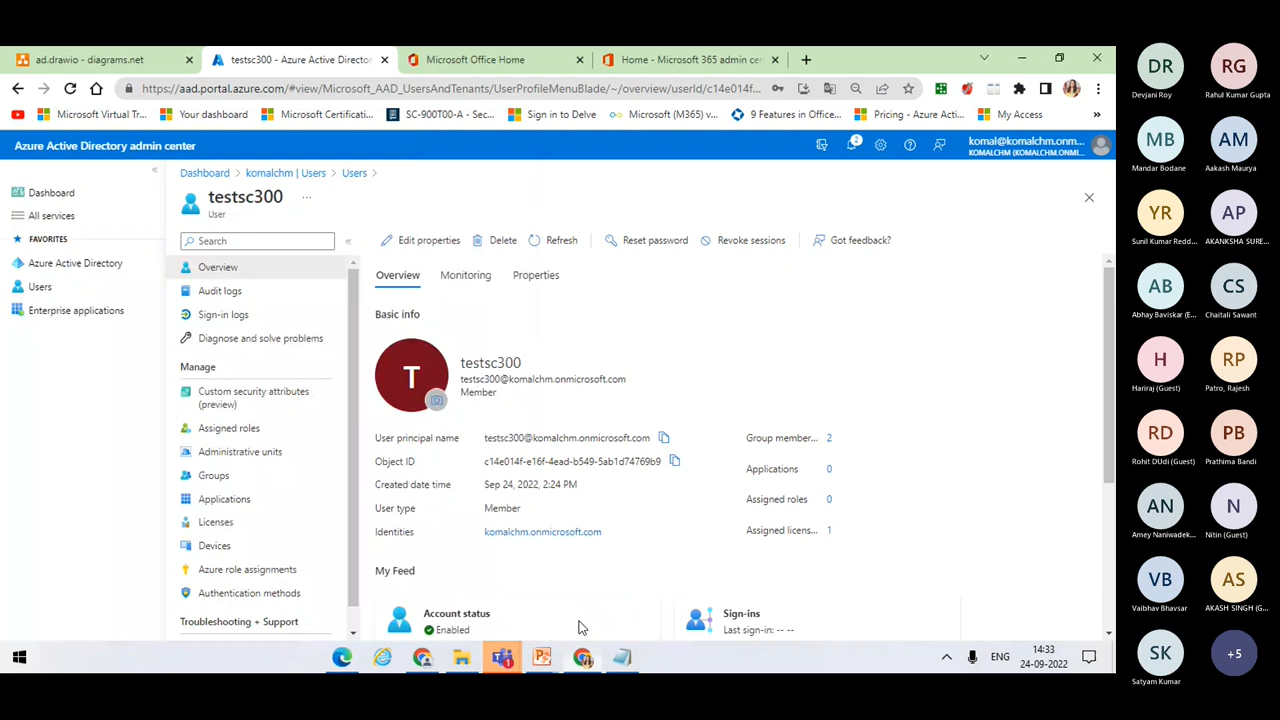 ad.drawio - diagrams.net
testsc300 - Azure Active Director
Microsoft Office Home
Home - Microsoft 365 admin cen
https://aad.portal.azure.com/#view/Microsoft_AAD_UsersAndTenants/UserProfileMenuBlade/~/overview/userId/c14e014f...
Microsoft Virtual Tr...
Your dashboard
Microsoft Certificati...
SC-900T00-A - Sec...
Sign in to Delve
Microsoft (M365) v...
9 Features in Office...
Pricing - Azure Acti...
My Access
Azure Active Directory admin center
2
komal@komalchm.onm...
KOMALCHM (KOMALCHM.ONMI...
Dashboard
All services
FAVORITES
Azure Active Directory
Users
Enterprise applications
Dashboard > komalchm | Users > Users >
testsc300
User
Search
Overview
Audit logs
Sign-in logs
Diagnose and solve problems
Manage
Custom security attributes
(preview)
Assigned roles
Administrative units
Groups
Applications
Licenses
Devices
Azure role assignments
Authentication methods
Troubleshooting + Support
Edit properties Delete Refresh Reset password Revoke sessions Got feedback?
Overview Monitoring Properties
Basic info
T
testsc300
testsc300@komalchm.onmicrosoft.com
Member
User principal name testsc300@komalchm.onmicrosoft.com Group member... 2
Object ID c14e014f-e16f-4ead-b549-5ab1d74769b9 Applications 0
Created date time Sep 24, 2022, 2:24 PM
User type Member Assigned roles 0
Identities komalchm.onmicrosoft.com Assigned licens... 1
My Feed
Account status
Enabled
Sign-ins
Last sign-in: -- --
ENG
14:33
24-09-2022
DR
Devjani Roy
RG
Rahul Kumar Gupta
MB
Mandar Bodane
AM
Aakash Maurya
YR
Sunil Kumar Redd...
AP
AKANKSHA SURE...
AB
Abhay Baviskar (E...
CS
Chaitali Sawant
H
Hariraj (Guest)
RP
Patro, Rajesh
RD
Rohit DUdi (Guest)
PB
Prathima Bandi
AN
Amey Naniwadek...
N
Nitin (Guest)
VB
Vaibhav Bhavsar
AS
AKASH SINGH (G...
SK
Satyam Kumar
+5